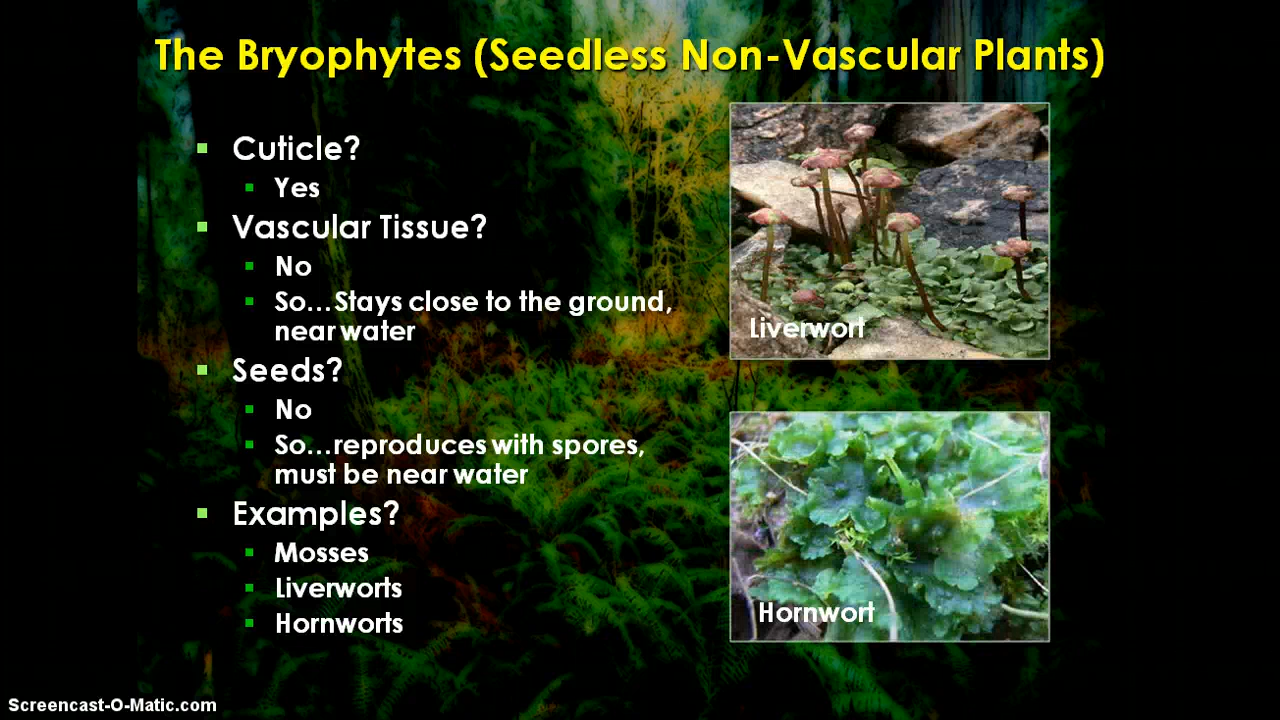 The Bryophytes (Seedless Non-Vascular Plants)
Cuticle?
Yes
Vascular Tissue?
No
So...Stays close to the ground,
near water
Seeds?
No
So...reproduces with spores,
must be near water
Examples?
Mosses
Liverworts
Hornworts
Liverwort
Hornwort
Screencast-O-Matic.com